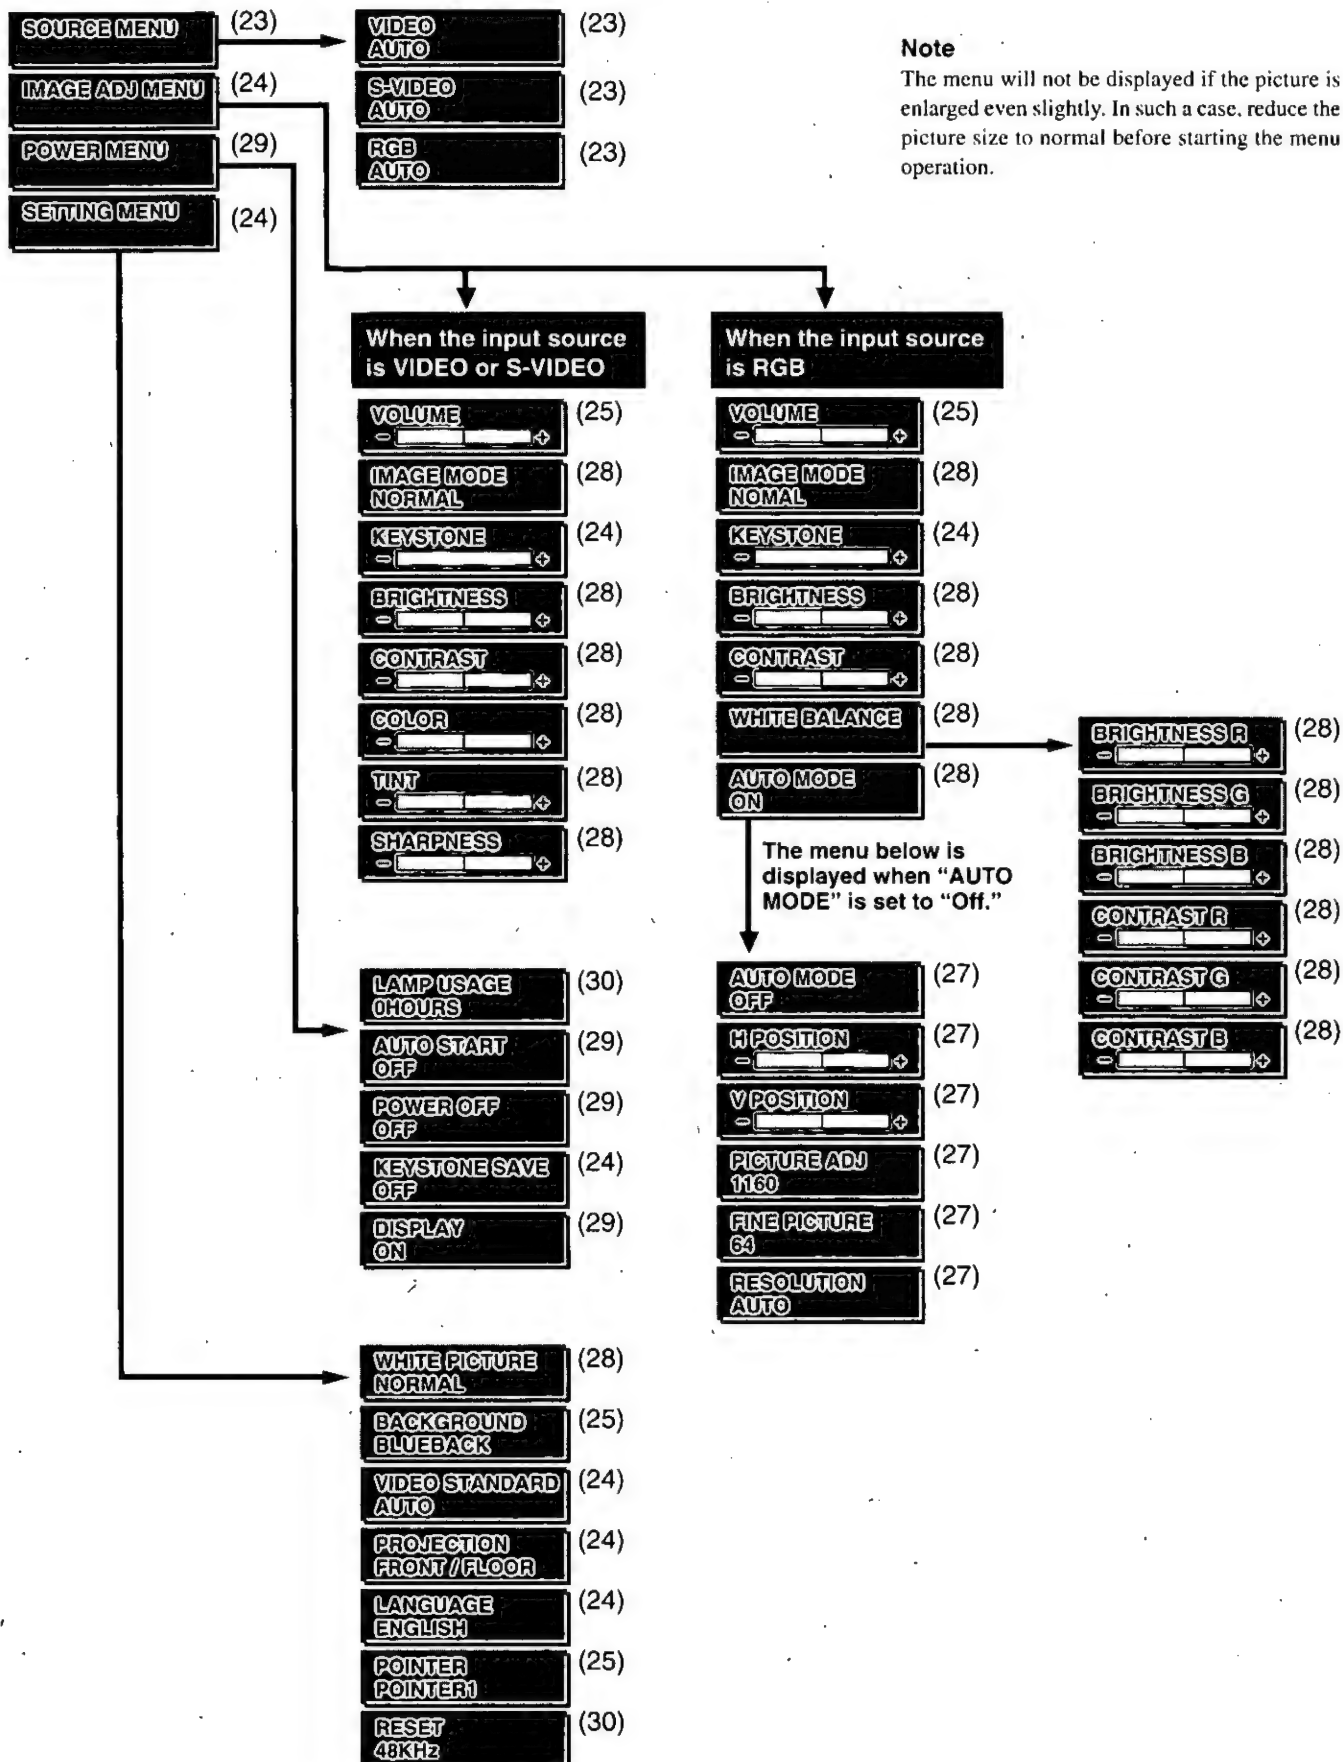 SOURCE MENU (23)
IMAGE ADJ MENU (24)
POWER MENU (29)
SETTING MENU (24)
VIDEO (23)
AUTO
S-VIDEO (23)
AUTO
RGB (23)
AUTO
Note
The menu will not be displayed if the picture is
enlarged even slightly. In such a case, reduce the
picture size to normal before starting the menu
operation.
When the input source
is VIDEO or S-VIDEO
VOLUME (25)
- +
IMAGE MODE (28)
NORMAL
KEYSTONE (24)
- +
BRIGHTNESS (28)
- +
CONTRAST (28)
- +
COLOR (28)
- +
TINT (28)
- +
SHARPNESS (28)
- +
When the input source
is RGB
VOLUME (25)
- +
IMAGE MODE (28)
NOMAL
KEYSTONE (24)
- +
BRIGHTNESS (28)
- +
CONTRAST (28)
- +
WHITE BALANCE (28)
AUTO MODE (28)
ON
The menu below is
displayed when “AUTO
MODE” is set to “Off.”
AUTO MODE (27)
OFF
H POSITION (27)
- +
V POSITION (27)
- +
PICTURE ADJ (27)
1160
FINE PICTURE (27)
64
RESOLUTION (27)
AUTO
BRIGHTNESS R (28)
- +
BRIGHTNESS G (28)
- +
BRIGHTNESS B (28)
- +
CONTRAST R (28)
- +
CONTRAST G (28)
- +
CONTRAST B (28)
- +
LAMP USAGE (30)
0HOURS
AUTO START (29)
OFF
POWER OFF (29)
OFF
KEYSTONE SAVE (24)
OFF
DISPLAY (29)
ON
WHITE PICTURE (28)
NORMAL
BACKGROUND (25)
BLUEBACK
VIDEO STANDARD (24)
AUTO
PROJECTION (24)
FRONT / FLOOR
LANGUAGE (24)
ENGLISH
POINTER (25)
POINTER1
RESET (30)
48KHz